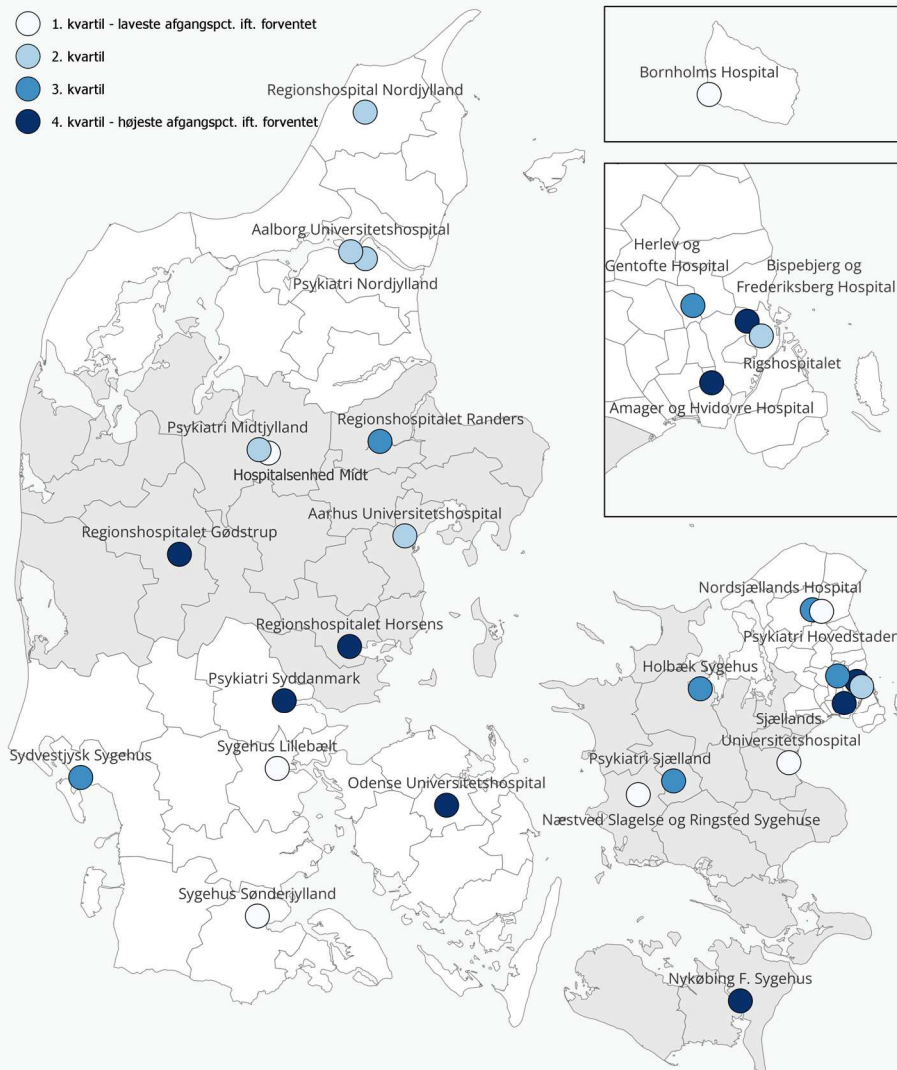 1. kvartil - laveste afgangspct. ift. forventet
2. kvartil
3. kvartil
4. kvartil - højeste afgangspct. ift. forventet
Regionshospital Nordjylland
Aalborg Universitetshospital
Psykiatri Nordjylland
Psykiatri Midtjylland
Regionshospitalet Randers
Hospitalsenhed Midt
Aarhus Universitetshospital
Regionshospitalet Gødstrup
Regionshospitalet Horsens
Psykiatri Syddanmark
Sygehus Lillebælt
Sydvestjysk Sygehus
Odense Universitetshospital
Sygehus Sønderjylland
Bornholms Hospital
Herlev og
Gentofte Hospital
Bispebjerg og
Frederiksberg Hospital
Rigshospitalet
Amager og Hvidovre Hospital
Nordsjællands Hospital
Psykiatri Hovedstaden
Holbæk Sygehus
Sjællands
Universitetshospital
Psykiatri Sjælland
Næstved Slagelse og Ringsted Sygehuse
Nykøbing F. Sygehus